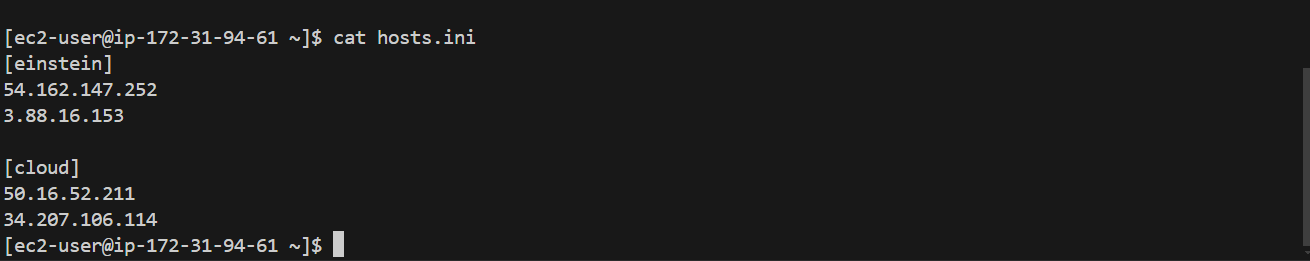 [ec2-user@ip-172-31-94-61 ~]$ cat hosts.ini
[einstein]
54.162.147.252
3.88.16.153
[cloud]
50.16.52.211
34.207.106.114
[ec2-user@ip-172-31-94-61 ~]$